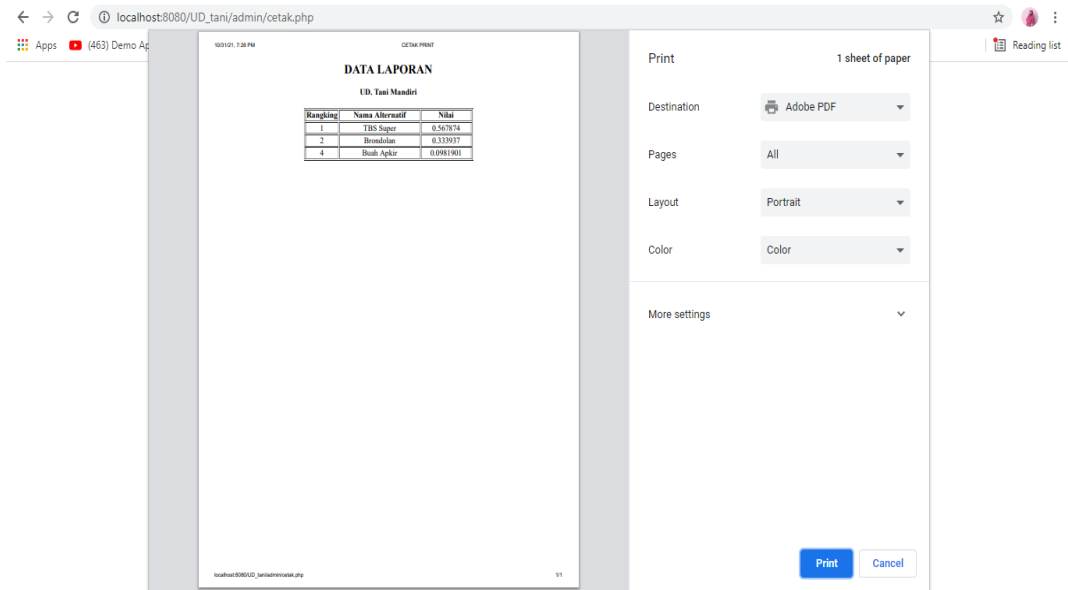 localhost:8080/UD_tani/admin/cetak.php
Apps (463) Demo Ap Reading list
10/31/21, 7:28 PM CETAK PRINT
DATA LAPORAN
UD. Tani Mandiri
Rangking Nama Alternatif Nilai
1 TBS Super 0.567874
2 Brondolan 0.333937
4 Buah Apkir 0.0981901
localhost:8080/UD_tani/admin/cetak.php 1/1
Print 1 sheet of paper
Destination Adobe PDF
Pages All
Layout Portrait
Color Color
More settings
Print Cancel